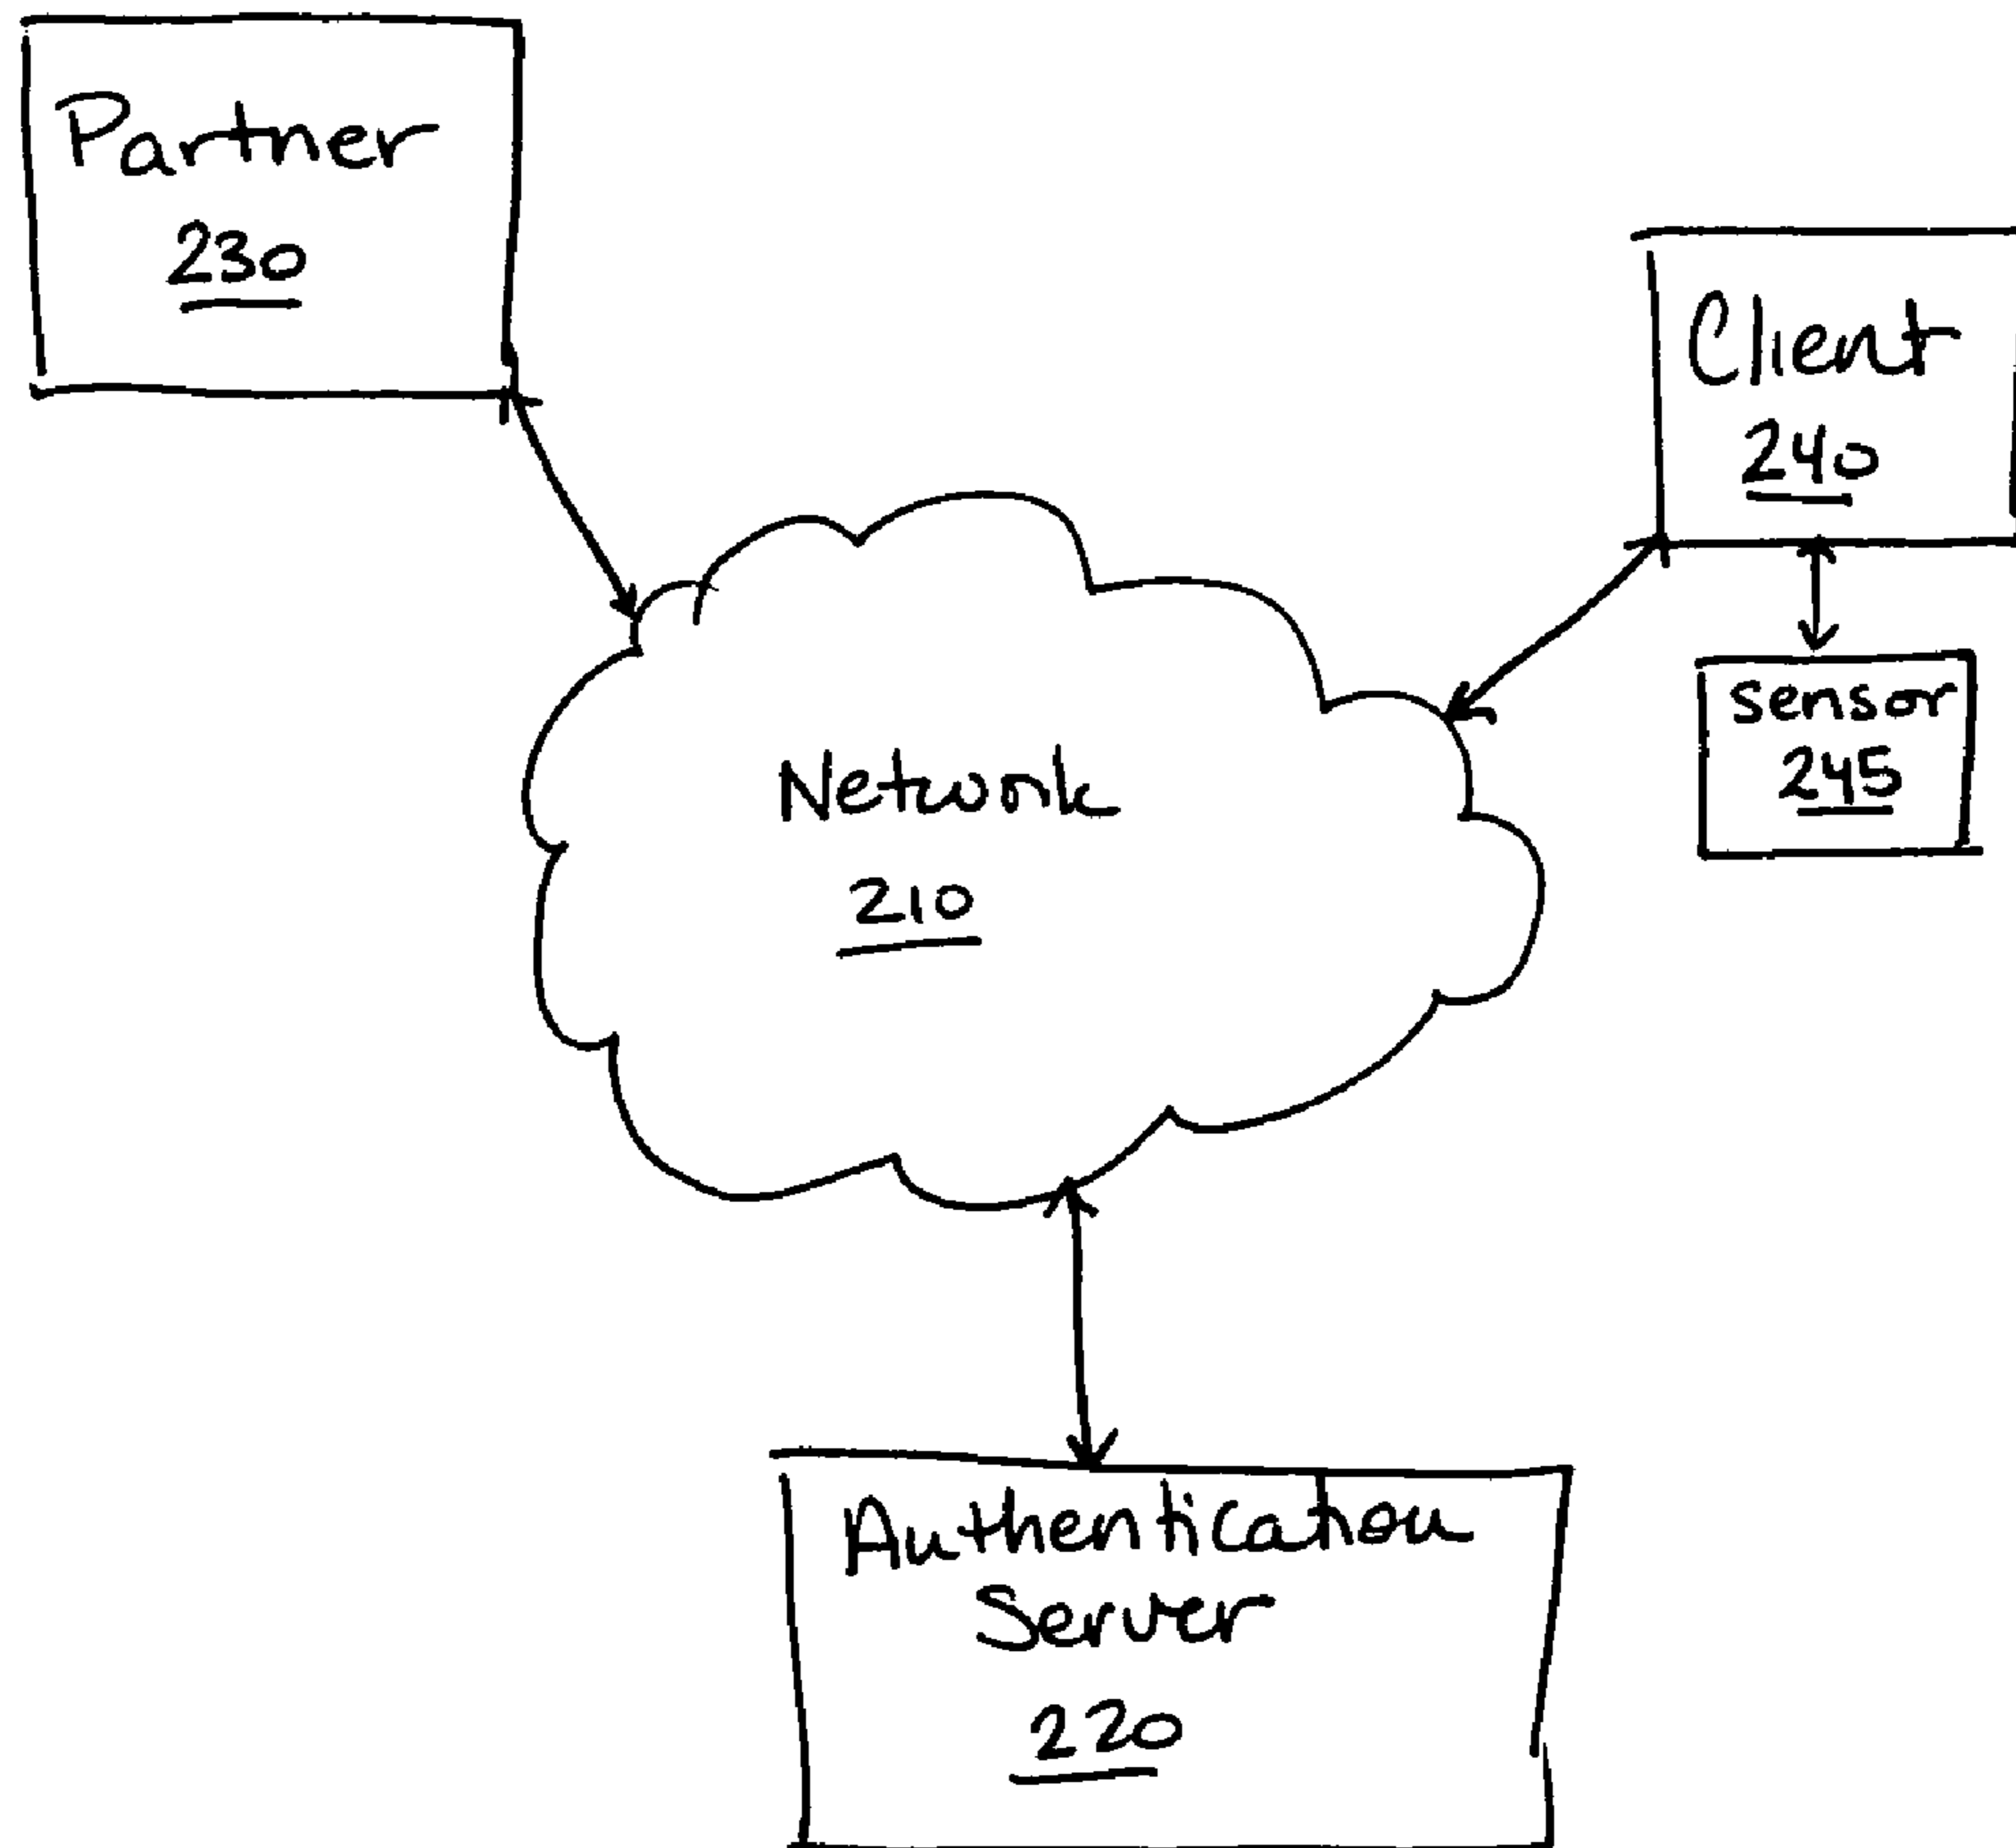 Partner
230
Client
240
sensor
245
Network
210
Authentication
Server
220